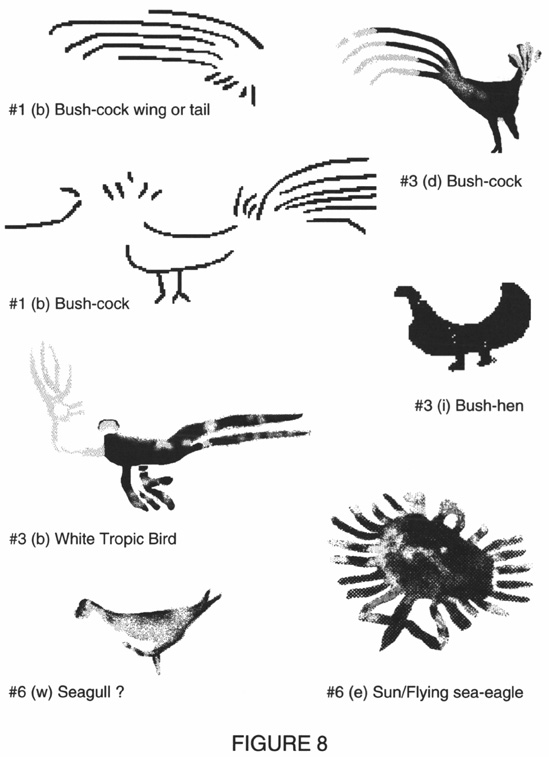 #1 (b) Bush-cock wing or tail
#3 (d) Bush-cock
#1 (b) Bush-cock
#3 (i) Bush-hen
#3 (b) White Tropic Bird
#6 (w) Seagull ?
#6 (e) Sun/Flying sea-eagle
FIGURE 8